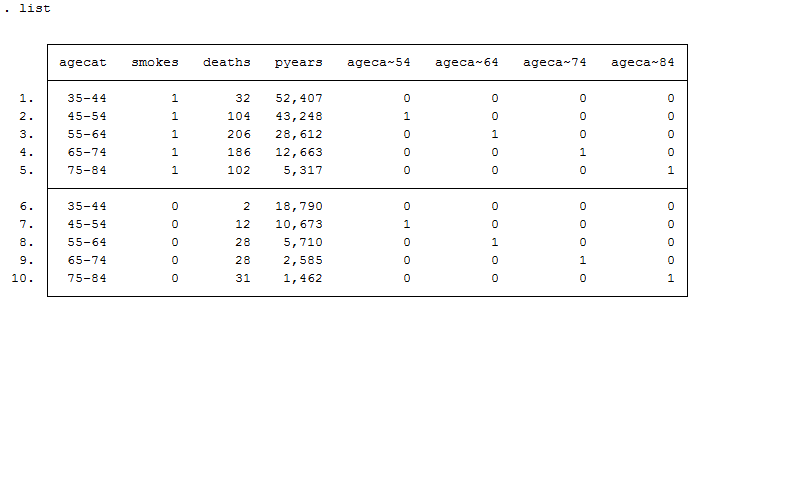 . list
agecat smokes deaths pyears ageca~54 ageca~64 ageca~74 ageca~84
1. 35-44 1 32 52,407 0 0 0 0
2. 45-54 1 104 43,248 1 0 0 0
3. 55-64 1 206 28,612 0 1 0 0
4. 65-74 1 186 12,663 0 0 1 0
5. 75-84 1 102 5,317 0 0 0 1
6. 35-44 0 2 18,790 0 0 0 0
7. 45-54 0 12 10,673 1 0 0 0
8. 55-64 0 28 5,710 0 1 0 0
9. 65-74 0 28 2,585 0 0 1 0
10. 75-84 0 31 1,462 0 0 0 1